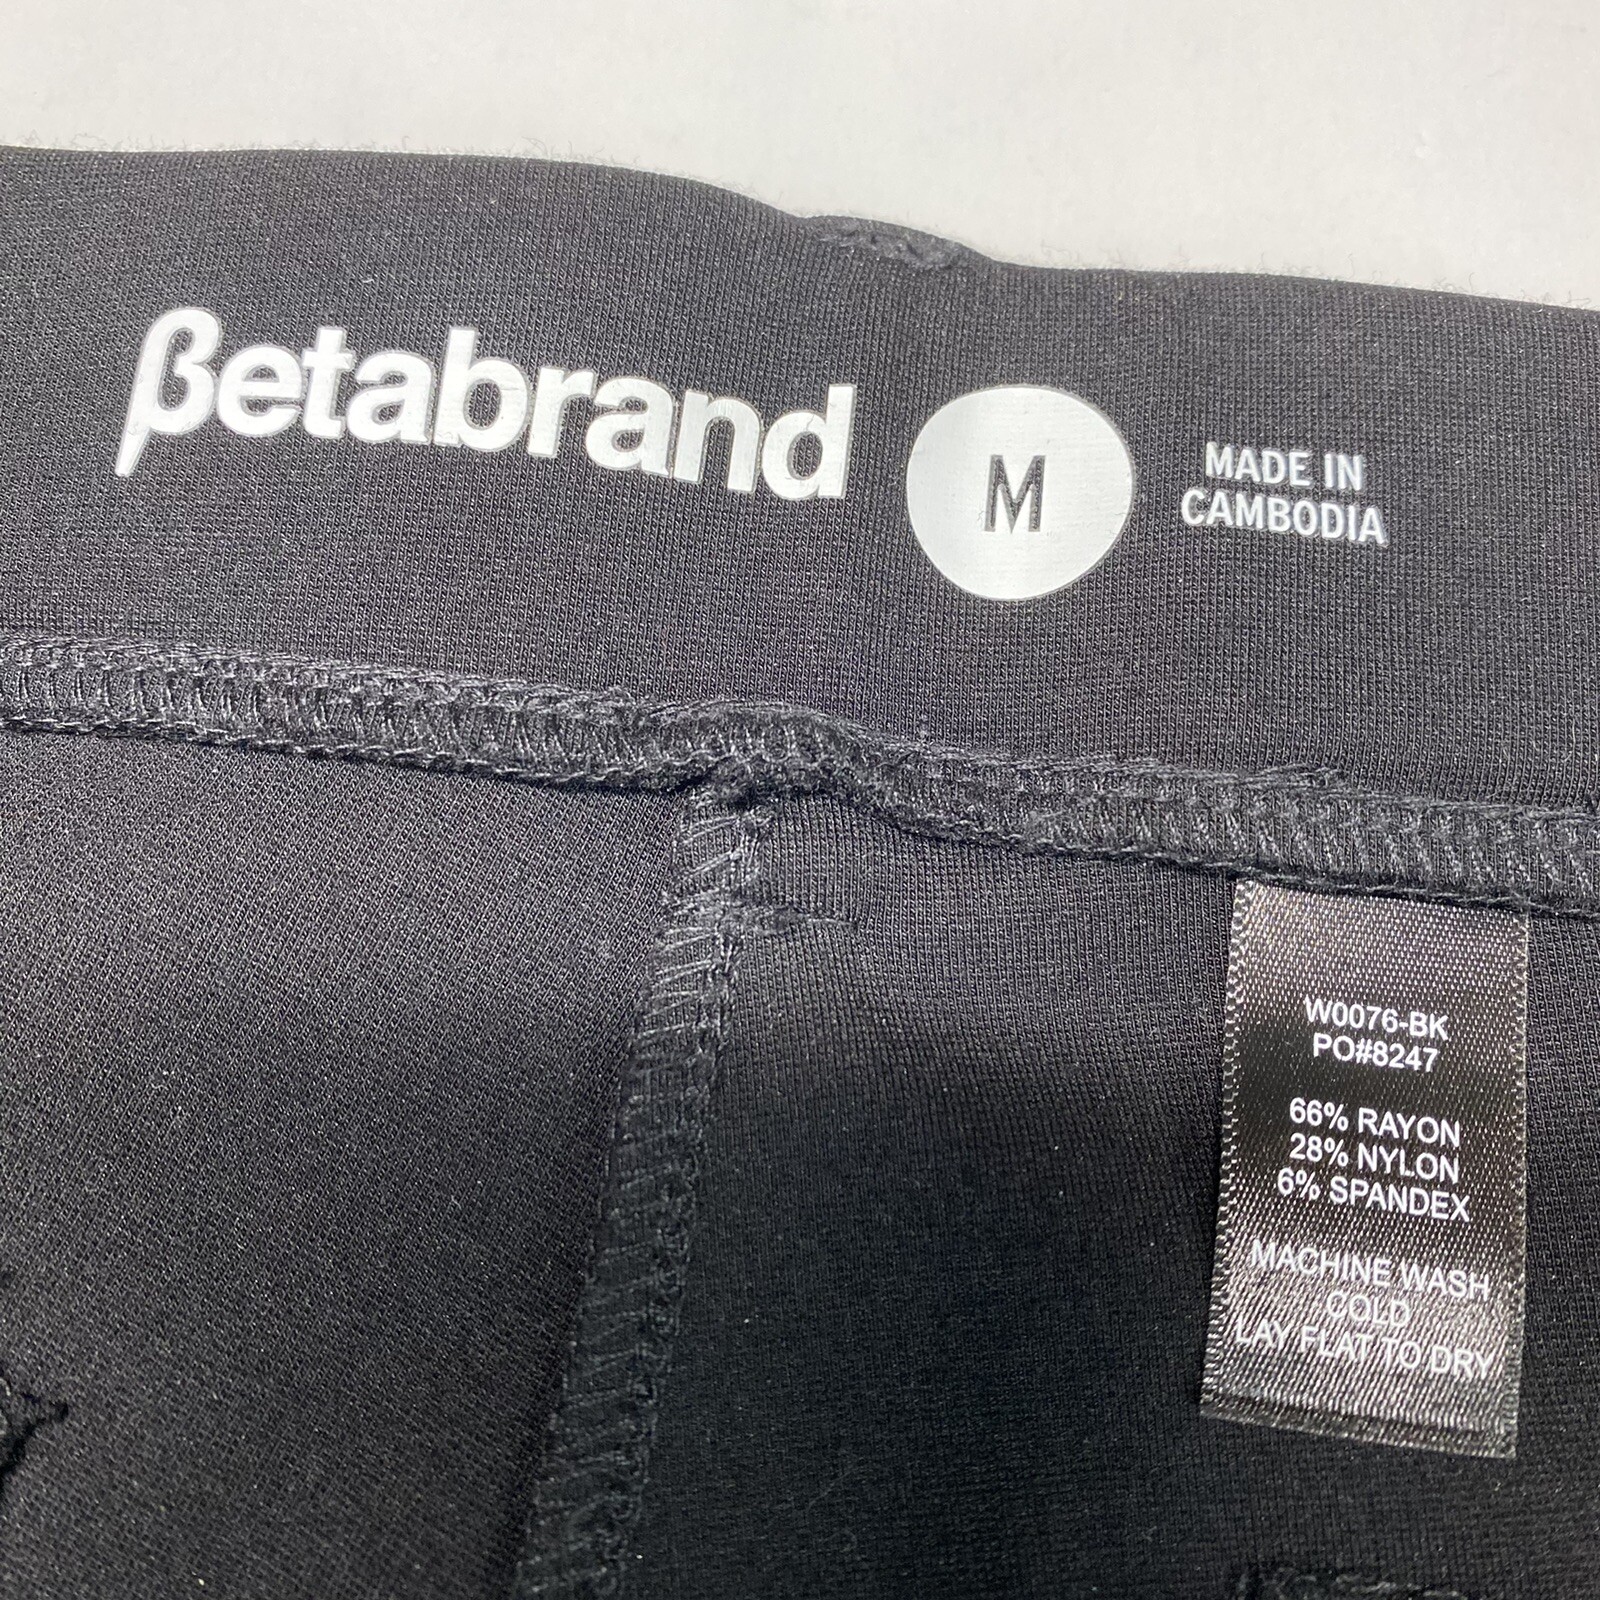 βetabrand
M
MADE IN
CAMBODIA
W0076-BK
PO#8247
66% RAYON
28% NYLON
6% SPANDEX
MACHINE WASH
COLD
LAY FLAT TO DRY